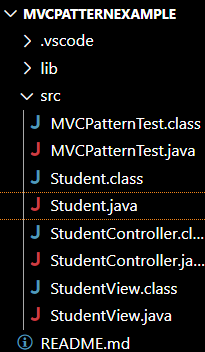 MVCPATTERNEXAMPLE
.vscode
lib
src
MVCPatternTest.class
MVCPatternTest.java
Student.class
Student.java
StudentController.cl...
StudentController.ja...
StudentView.class
StudentView.java
README.md